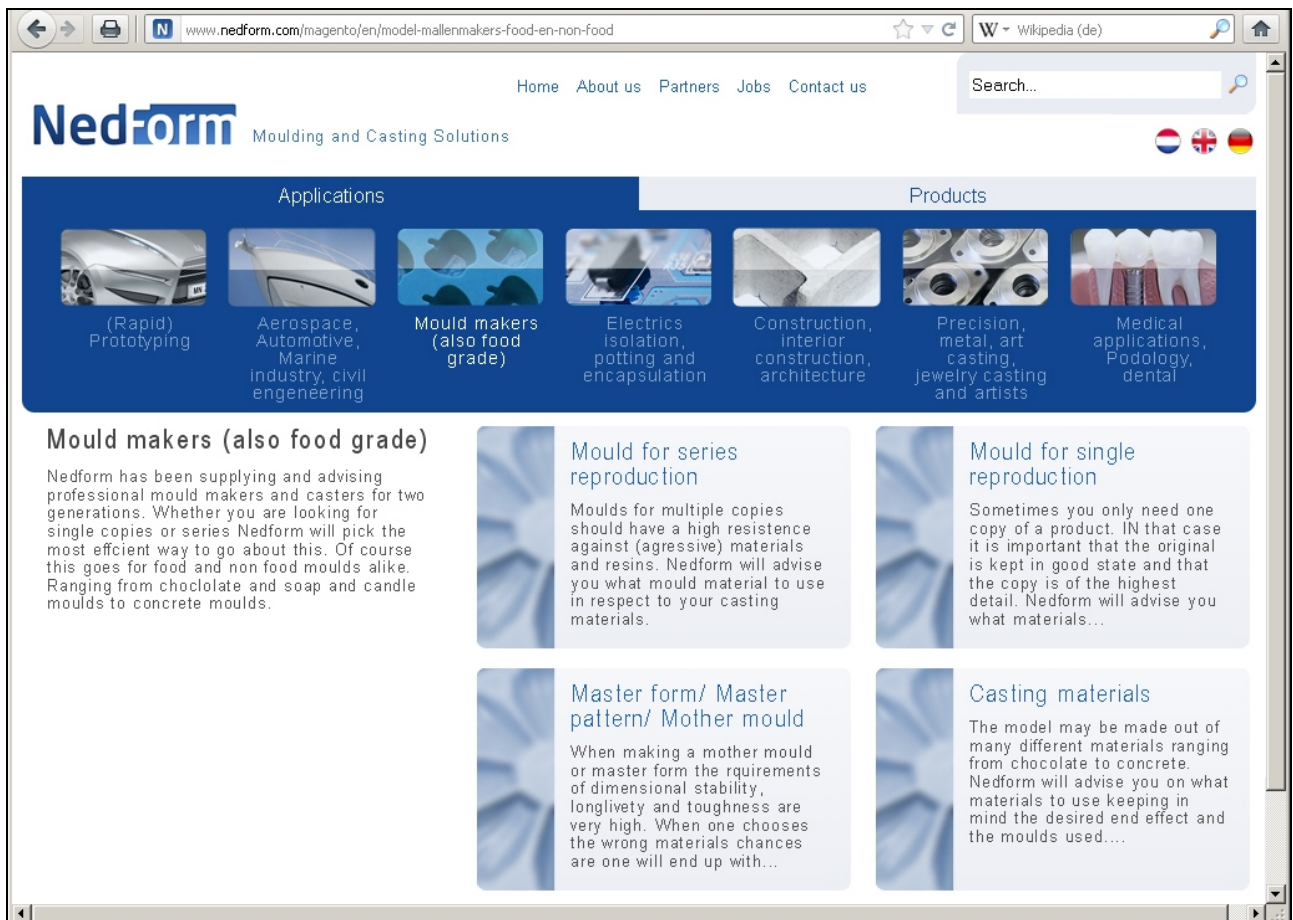 www.nedform.com/magento/en/model-mallenmakers-food-en-non-food
W Wikipedia (de)
Home About us Partners Jobs Contact us
Search...
NedForm
Moulding and Casting Solutions
Applications
Products
(Rapid)
Prototyping
Aerospace,
Automotive,
Marine
industry, civil
engeneering
Mould makers
(also food
grade)
Electrics
isolation,
potting and
encapsulation
Construction,
interior
construction,
architecture
Precision,
metal, art
casting,
jewelry casting
and artists
Medical
applications,
Podology,
dental
Mould makers (also food grade)
Nedform has been supplying and advising
professional mould makers and casters for two
generations. Whether you are looking for
single copies or series Nedform will pick the
most effcient way to go about this. Of course
this goes for food and non food moulds alike.
Ranging from choclolate and soap and candle
moulds to concrete moulds.
Mould for series
reproduction
Moulds for multiple copies
should have a high resistence
against (agressive) materials
and resins. Nedform will advise
you what mould material to use
in respect to your casting
materials.
Mould for single
reproduction
Sometimes you only need one
copy of a product. IN that case
it is important that the original
is kept in good state and that
the copy is of the highest
detail. Nedform will advise you
what materials...
Master form/ Master
pattern/ Mother mould
When making a mother mould
or master form the rquirements
of dimensional stability,
longlivety and toughness are
very high. When one chooses
the wrong materials chances
are one will end up with...
Casting materials
The model may be made out of
many different materials ranging
from chocolate to concrete.
Nedform will advise you on what
materials to use keeping in
mind the desired end effect and
the moulds used....